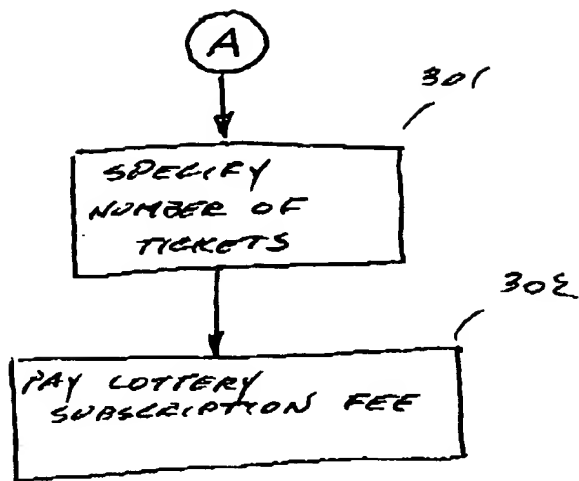 A
301
SPECIFY
NUMBER OF
TICKETS
302
PAY LOTTERY
SUBSCRIPTION FEE